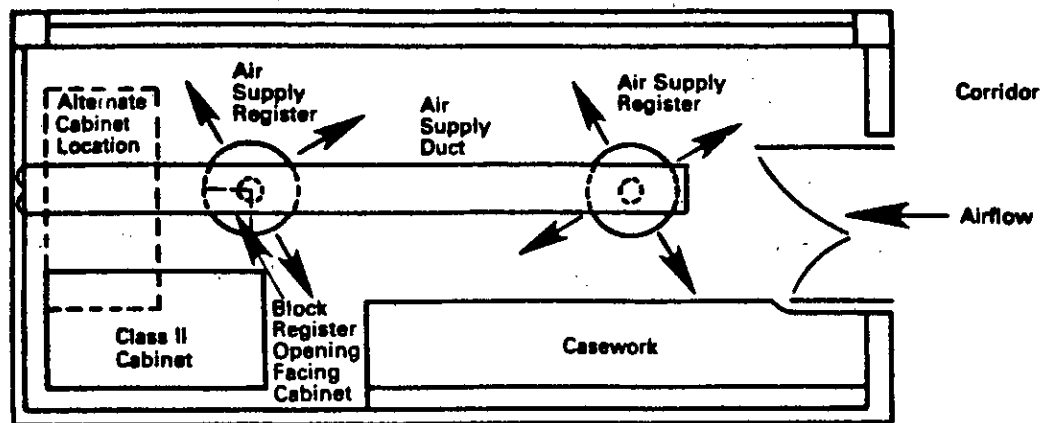 Air
Supply
Register
Air Supply
Register
Corridor
Alternate
Cabinet
Location
Air
Supply
Duct
Airflow
Class II
Cabinet
Block
Register
Opening
Facing
Cabinet
Casework